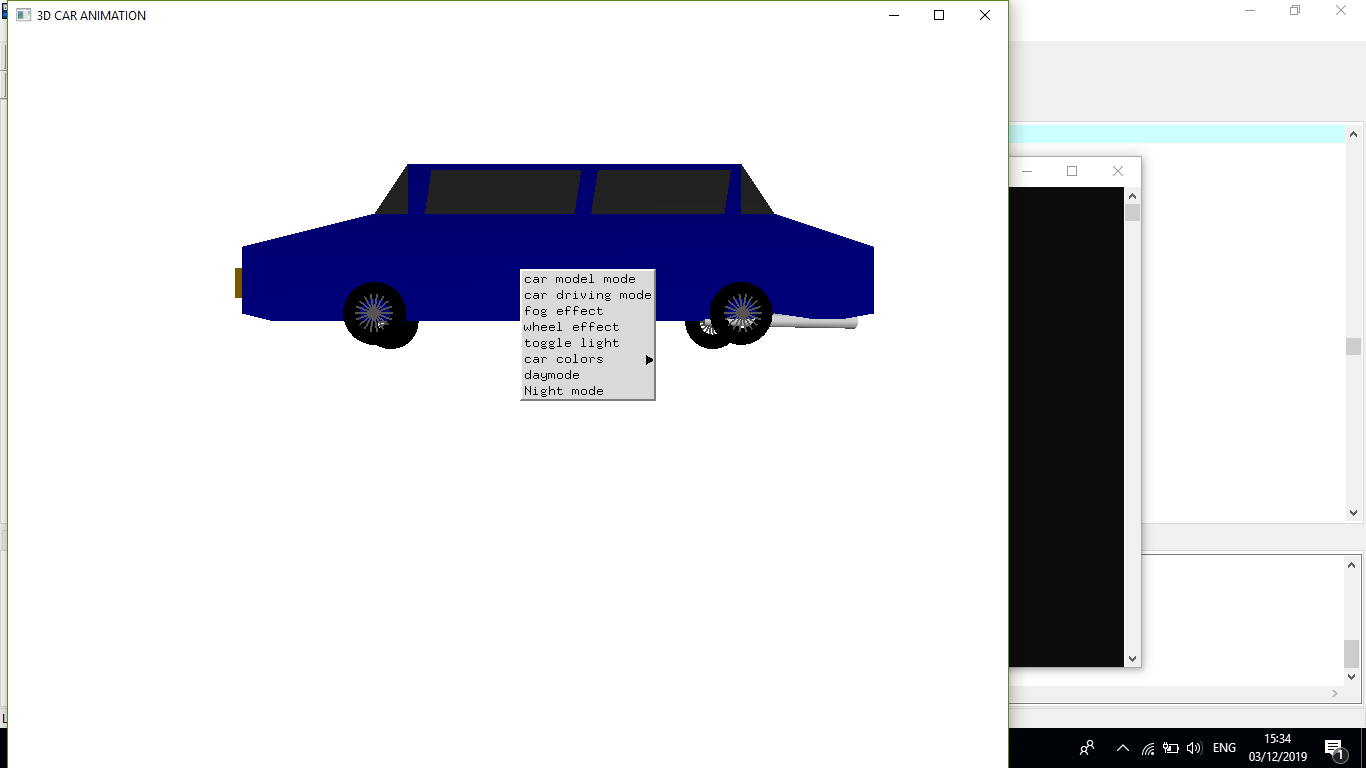 3D CAR ANIMATION
car model mode
car driving mode
fog effect
wheel effect
toggle light
car colors
daymode
Night mode
L
ENG
15:34
03/12/2019
1